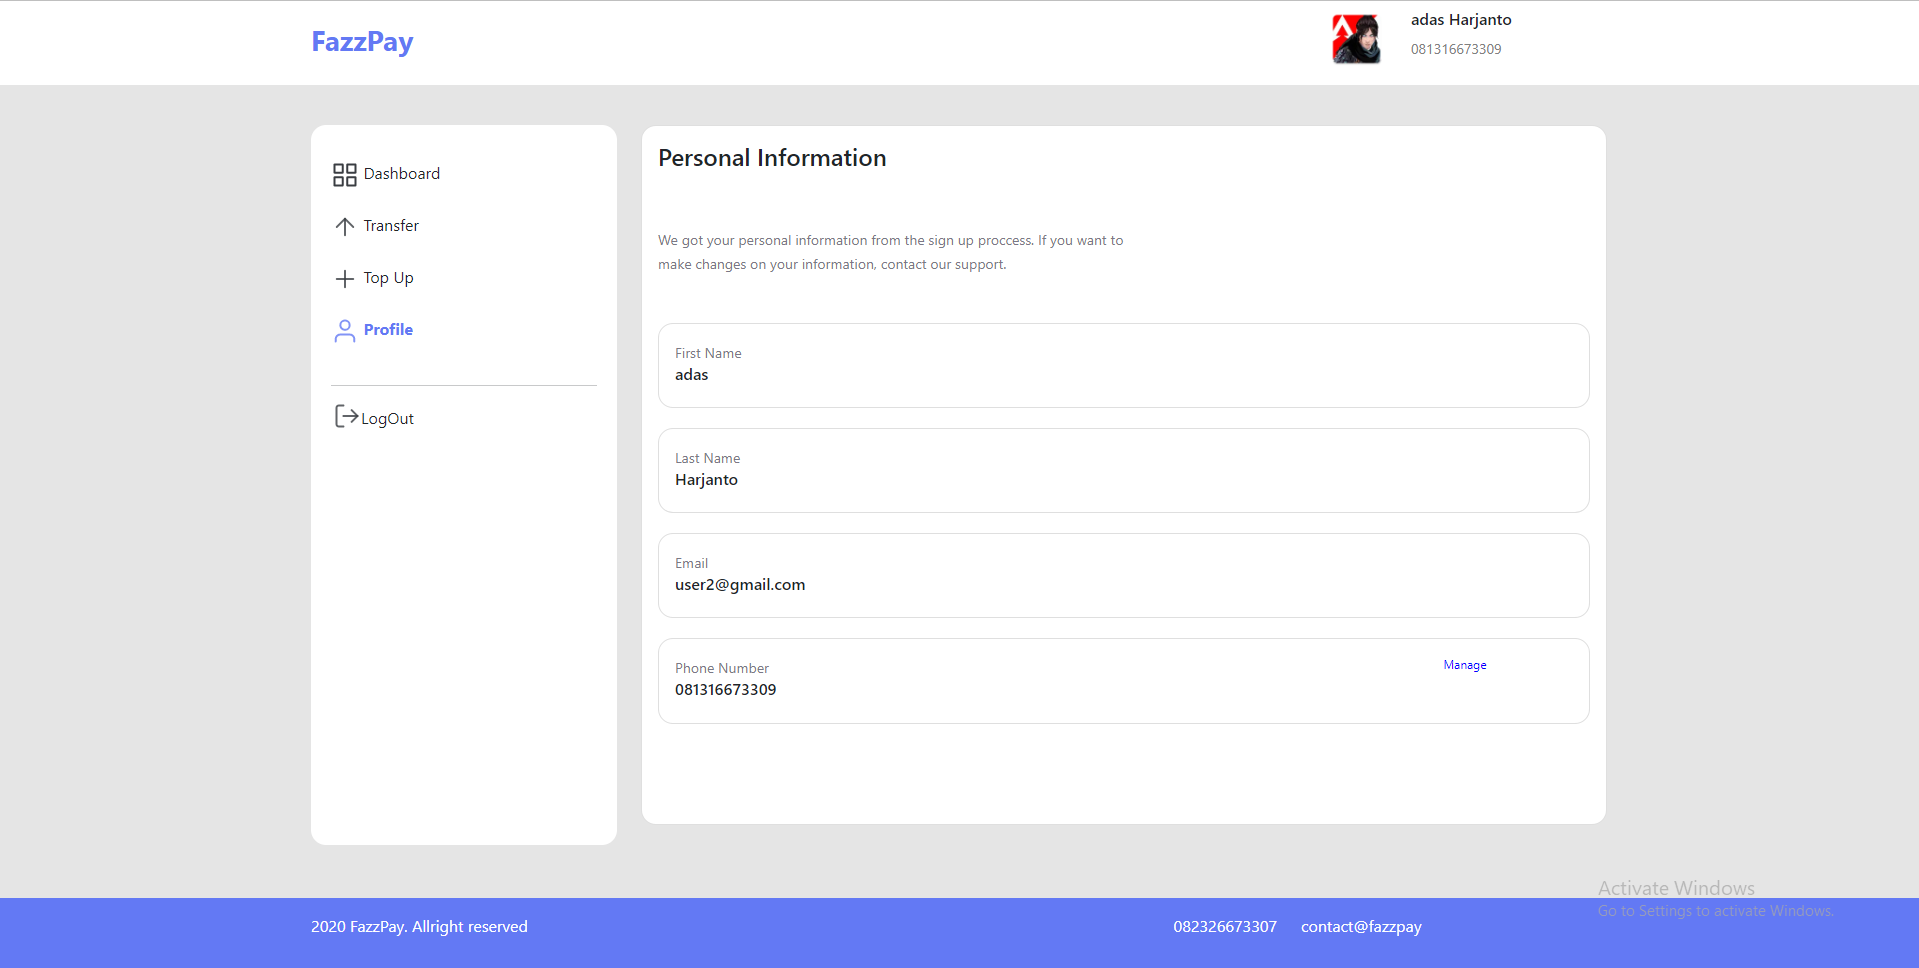 FazzPay
adas Harjanto
081316673309
Dashboard
Transfer
Top Up
Profile
LogOut
Personal Information
We got your personal information from the sign up proccess. If you want to
make changes on your information, contact our support.
First Name
adas
Last Name
Harjanto
Email
user2@gmail.com
Phone Number
Manage
081316673309
Activate Windows
Go to Settings to activate Windows.
2020 FazzPay. Allright reserved
082326673307
contact@fazzpay